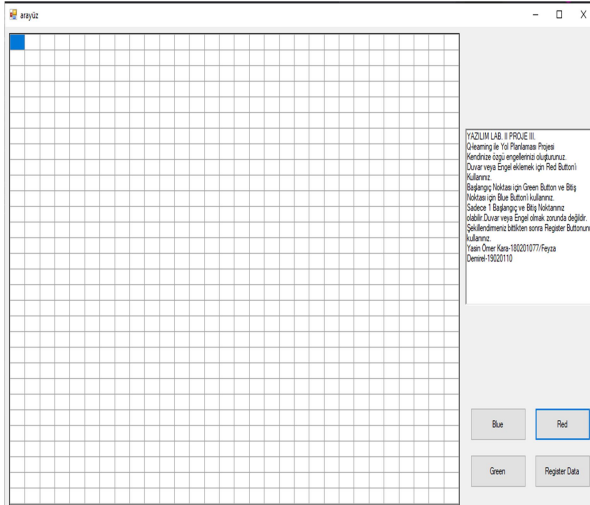 arayüz
YAZILIM LAB. II PROJE III.
Q-learning ile Yol Planlaması Projesi
Kendinize özgü engellerinizi oluşturunuz.
Duvar veya Engel eklemek için Red Button'ı
Kullanınız.
Başlangıç Noktası için Green Button ve Bitiş
Noktası için Blue Button'i kullanınız.
Sadece 1 Başlangıç ve Bitiş Noktanınız
olabilir.Duvar veya Engel olmak zorunda değildir.
Şekillendirmeniz bittikten sonra Register Buttonunu
kullanınız.
Yasin Ömer Kara-180201077/Feyza
Demirel-19020110
Blue
Red
Green
Register Data